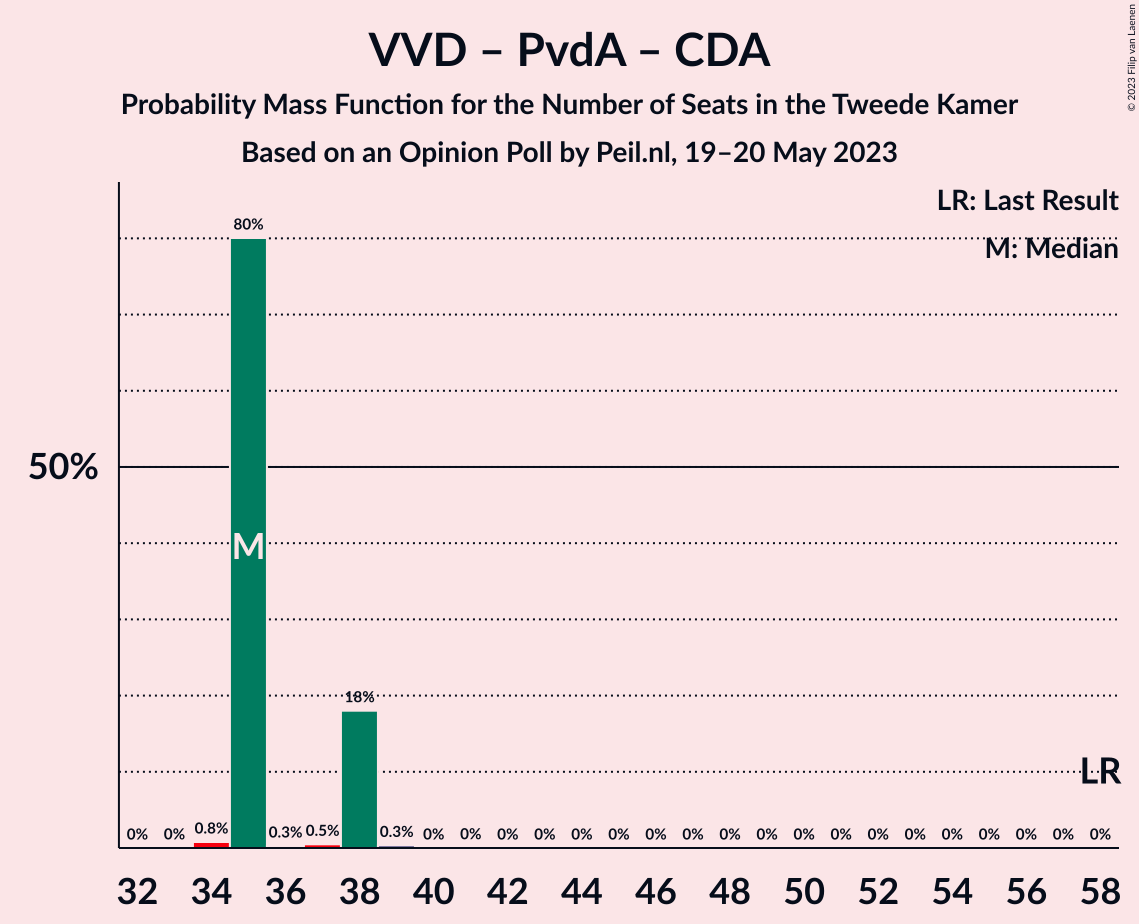 VVD – PvdA – CDA
Probability Mass Function for the Number of Seats in the Tweede Kamer
Based on an Opinion Poll by Peil.nl, 19–20 May 2023
© 2023 Filip van Laenen
LR: Last Result
M: Median
50%
80%
M
18%
LR
0% 0% 0.8% 0.3% 0.5% 0.3% 0% 0% 0% 0% 0% 0% 0% 0% 0% 0% 0% 0% 0% 0% 0% 0% 0% 0% 0%
32 34 36 38 40 42 44 46 48 50 52 54 56 58